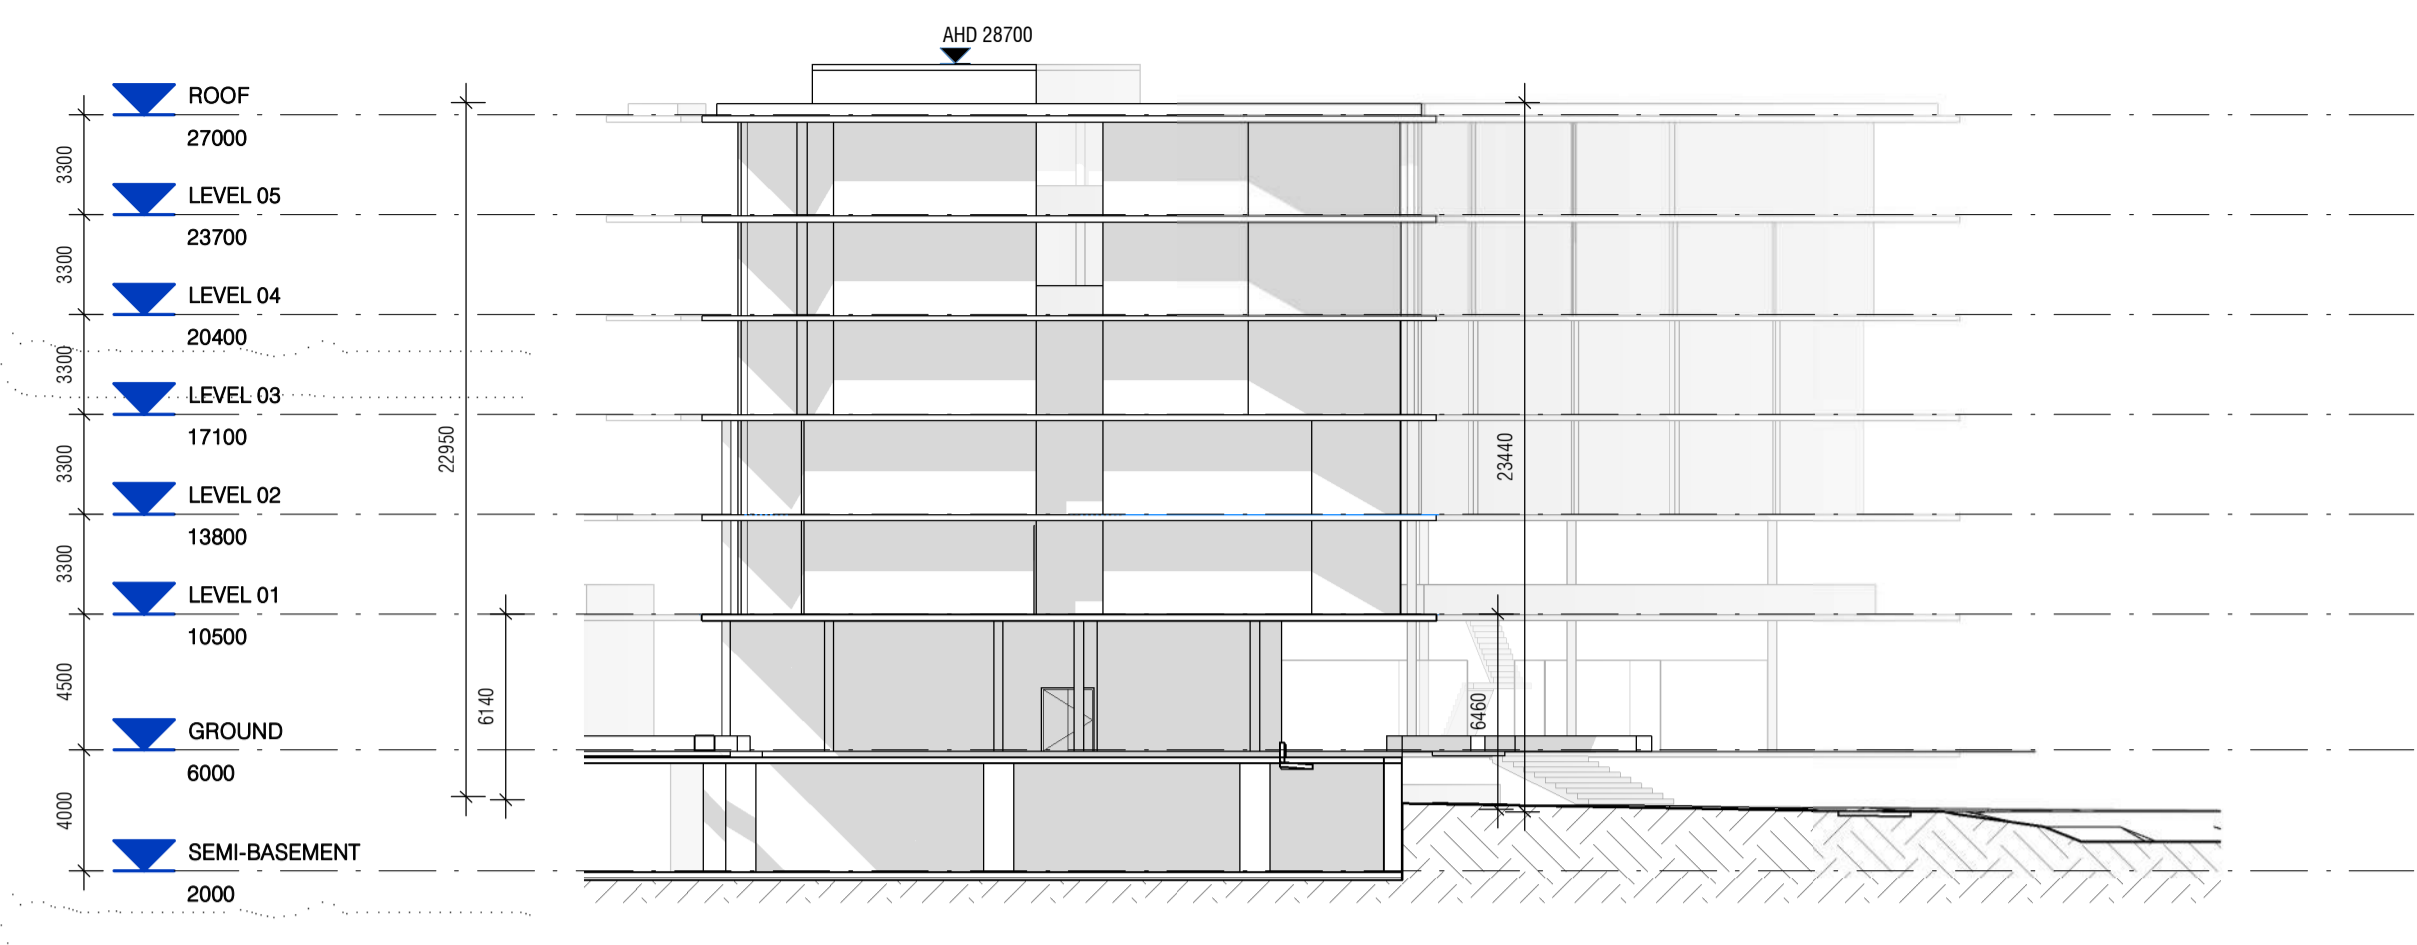 AHD 28700
ROOF
27000
3300
LEVEL 05
23700
3300
LEVEL 04
20400
3300
LEVEL 03
17100
3300
LEVEL 02
13800
3300
LEVEL 01
10500
4500
GROUND
6000
4000
SEMI-BASEMENT
2000
22950
6140
23440
6460